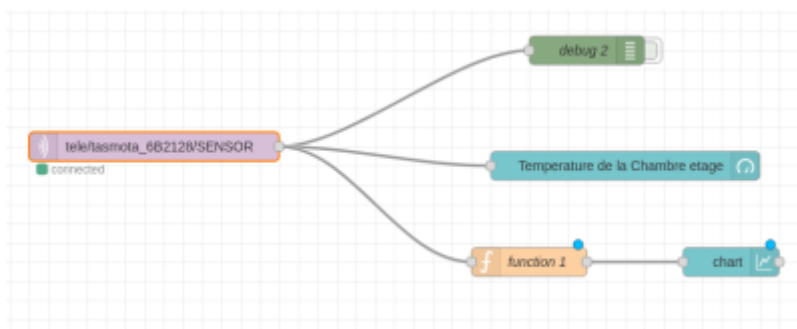 debug 2
tele/tasmota_6B2128/SENSOR
connected
Temperature de la Chambre etage
function 1
chart